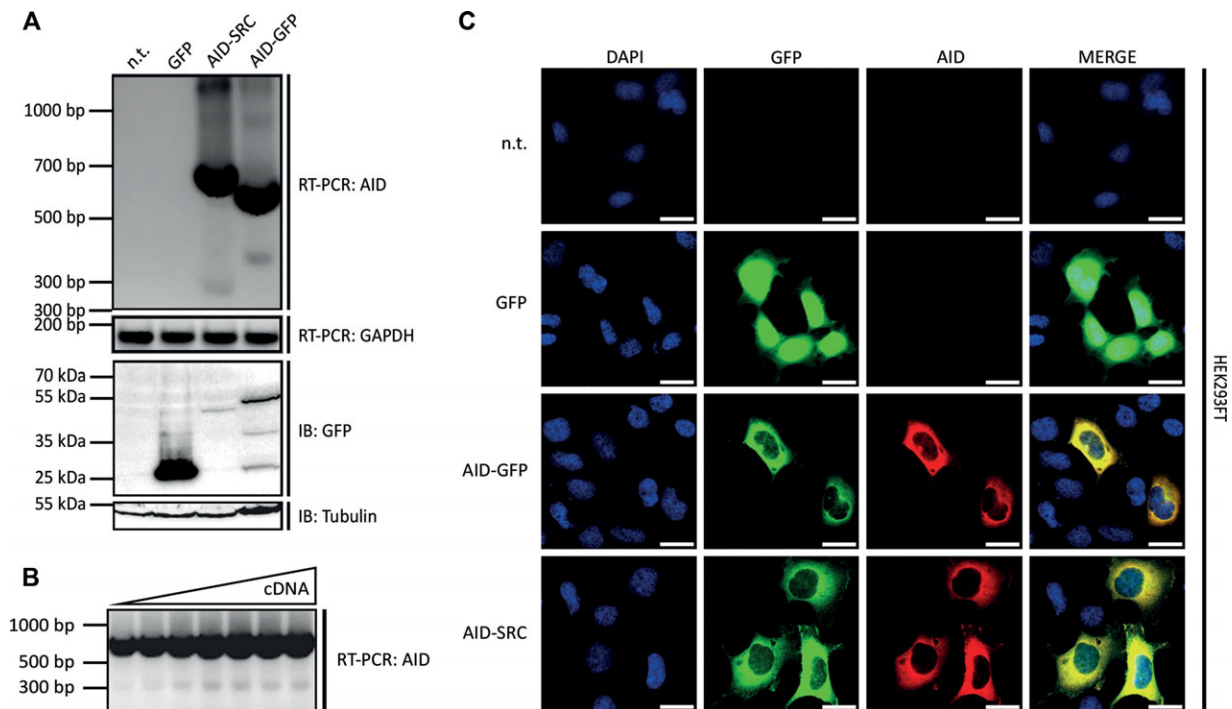 A
n.t.
GFP
AID-SRC
AID-GFP
1000 bp
700 bp
500 bp
300 bp
RT-PCR: AID
300 bp
200 bp
RT-PCR: GAPDH
70 kDa
55 kDa
35 kDa
25 kDa
IB: GFP
55 kDa
IB: Tubulin
B
cDNA
1000 bp
500 bp
300 bp
RT-PCR: AID
C
DAPI
GFP
AID
MERGE
n.t.
GFP
AID-GFP
AID-SRC
HEK293FT